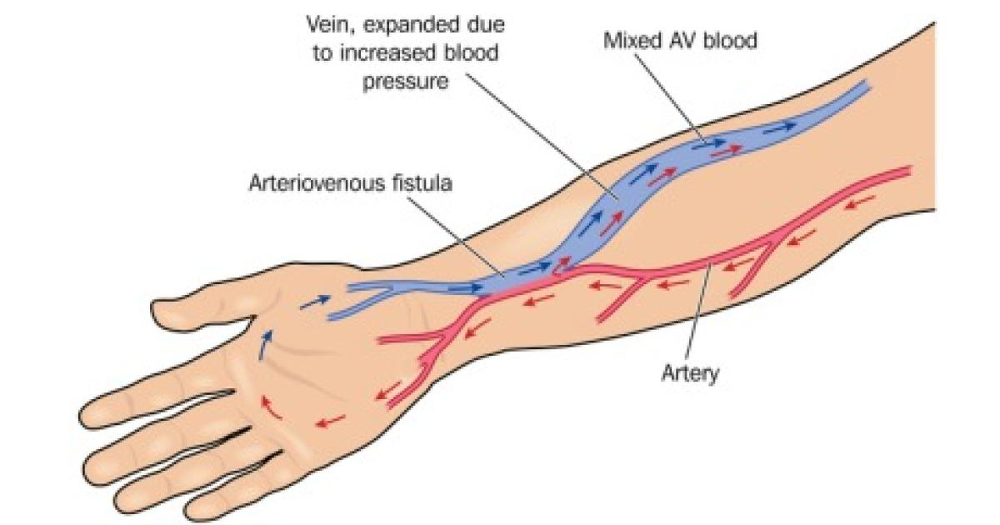 Vein, expanded due
to increased blood
pressure
Mixed AV blood
Arteriovenous fistula
Artery